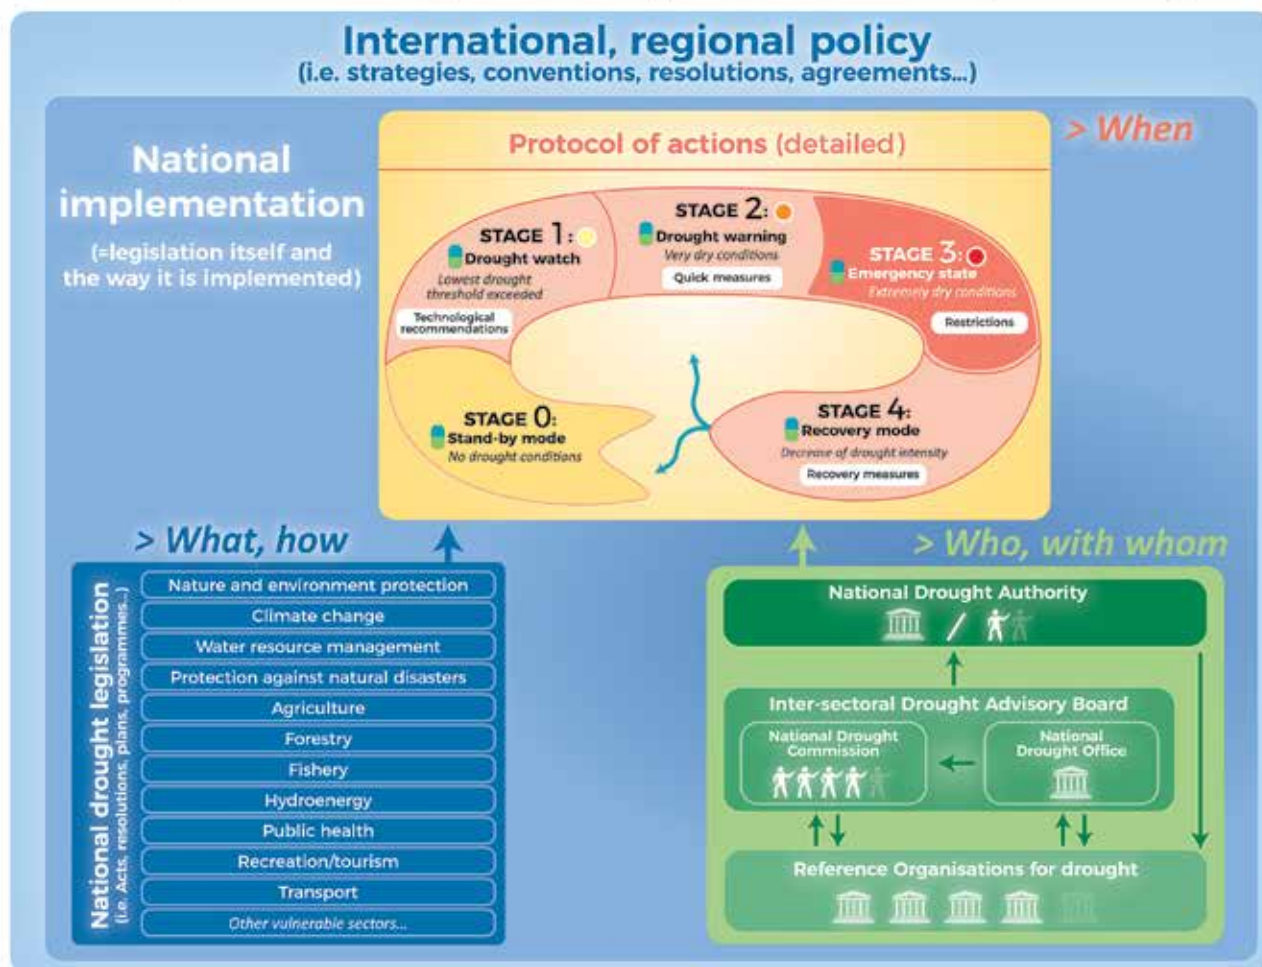 International, regional policy
(i.e. strategies, conventions, resolutions, agreements...)
National
implementation
(=legislation itself and
the way it is implemented)
> When
Protocol of actions (detailed)
STAGE 1:
Drought watch
Lowest drought
threshold exceeded
Technological
recommendations
STAGE 2:
Drought warning
Very dry conditions
Quick measures
STAGE 3:
Emergency state
Extremely dry conditions
Restrictions
STAGE 0:
Stand-by mode
No drought conditions
STAGE 4:
Recovery mode
Decrease of drought intensity
Recovery measures
> What, how
National drought legislation
(i.e. Acts, resolutions, plans, programmes...)
Nature and environment protection
Climate change
Water resource management
Protection against natural disasters
Agriculture
Forestry
Fishery
Hydroenergy
Public health
Recreation/tourism
Transport
Other vulnerable sectors...
> Who, with whom
National Drought Authority
Inter-sectoral Drought Advisory Board
National Drought
Commission
National
Drought Office
Reference Organisations for drought